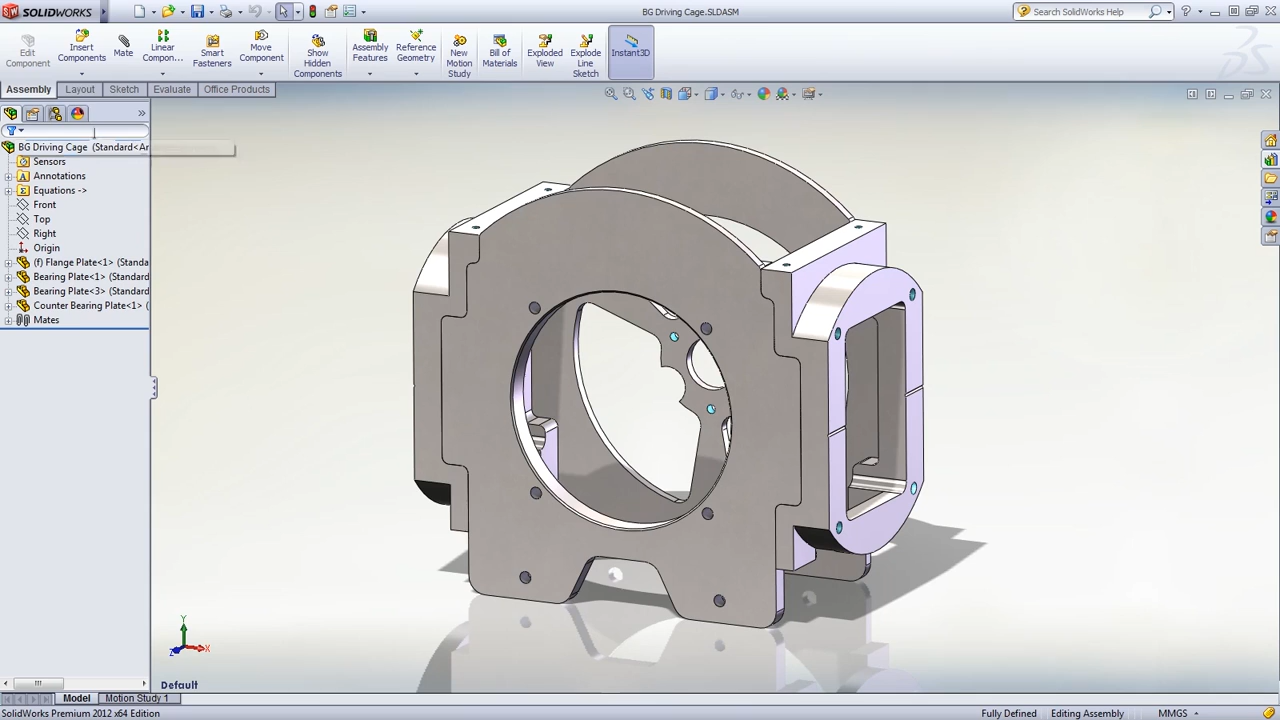 SOLIDWORKS
BG Driving Cage.SLDASM
Search SolidWorks Help
Edit Component
Insert Components
Mate
Linear Compon...
Smart Fasteners
Move Component
Show Hidden Components
Assembly Features
Reference Geometry
New Motion Study
Bill of Materials
Exploded View
Explode Line Sketch
Instant3D
Assembly
Layout
Sketch
Evaluate
Office Products
BG Driving Cage (Standard<Ar
Sensors
Annotations
Equations ->
Front
Top
Right
Origin
(f) Flange Plate<1> (Standa
Bearing Plate<1> (Standard
Bearing Plate<3> (Standard
Counter Bearing Plate<1> (
Mates
Y
X
Z
Default
Model
Motion Study 1
SolidWorks Premium 2012 x64 Edition
Fully Defined
Editing Assembly
MMGS